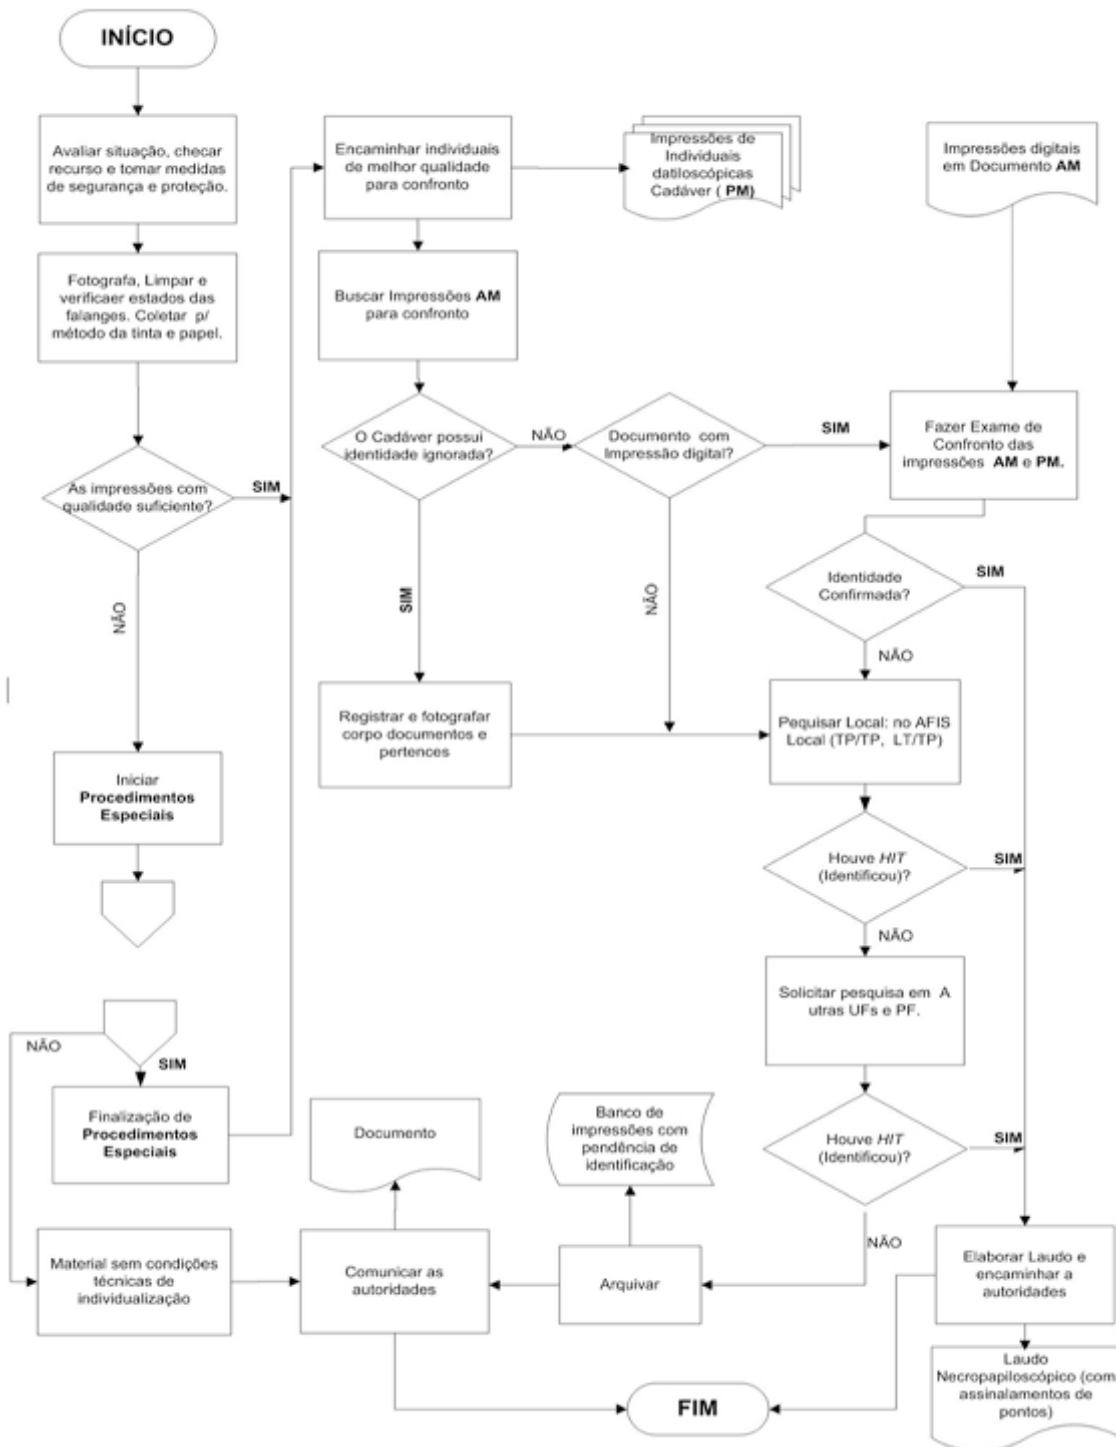 INÍCIO
Avaliar situação, checar
recurso e tomar medidas
de segurança e proteção.
Fotografa, Limpar e
verificaer estados das
falanges. Coletar p/
método da tinta e papel.
As impressões com
qualidade suficiente?
SIM
NÃO
Iniciar
Procedimentos
Especiais
NÃO
SIM
Finalização de
Procedimentos
Especiais
Material sem condições
técnicas de
individualização
Encaminhar individuais
de melhor qualidade
para confronto
Impressões de
Individuais
datiloscópicas
Cadáver ( PM)
Buscar Impressões AM
para confronto
O Cadáver possui
identidade ignorada?
NÃO
SIM
Documento com
Impressão digital?
SIM
NÃO
Registrar e fotografar
corpo documentos e
pertences
Impressões digitais
em Documento AM
Fazer Exame de
Confronto das
impressões AM e PM.
Identidade
Confirmada?
SIM
NÃO
Pequisar Local: no AFIS
Local (TP/TP, LT/TP)
Houve HIT
(Identificou)?
SIM
NÃO
Solicitar pesquisa em A
utras UFs e PF.
Houve HIT
(Identificou)?
SIM
NÃO
Documento
Banco de
impressões com
pendência de
identificação
Comunicar as
autoridades
Arquivar
Elaborar Laudo e
encaminhar a
autoridades
Laudo
Necropapiloscópico (com
assinalamentos de
pontos)
FIM